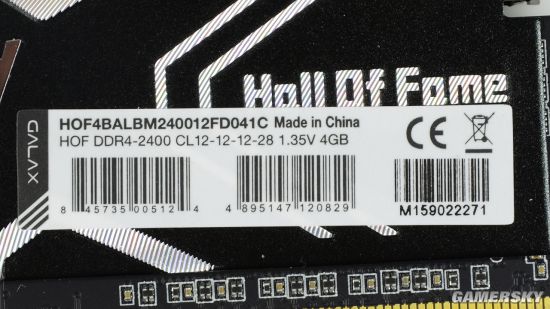 Hall Of Fame
GALAX
HOF4BALBM240012FD041C Made in China
HOF DDR4-2400 CL12-12-12-28 1.35V 4GB
CE
8 45735 00512 4
4 895147 120829
M159022271
GAMERSKY